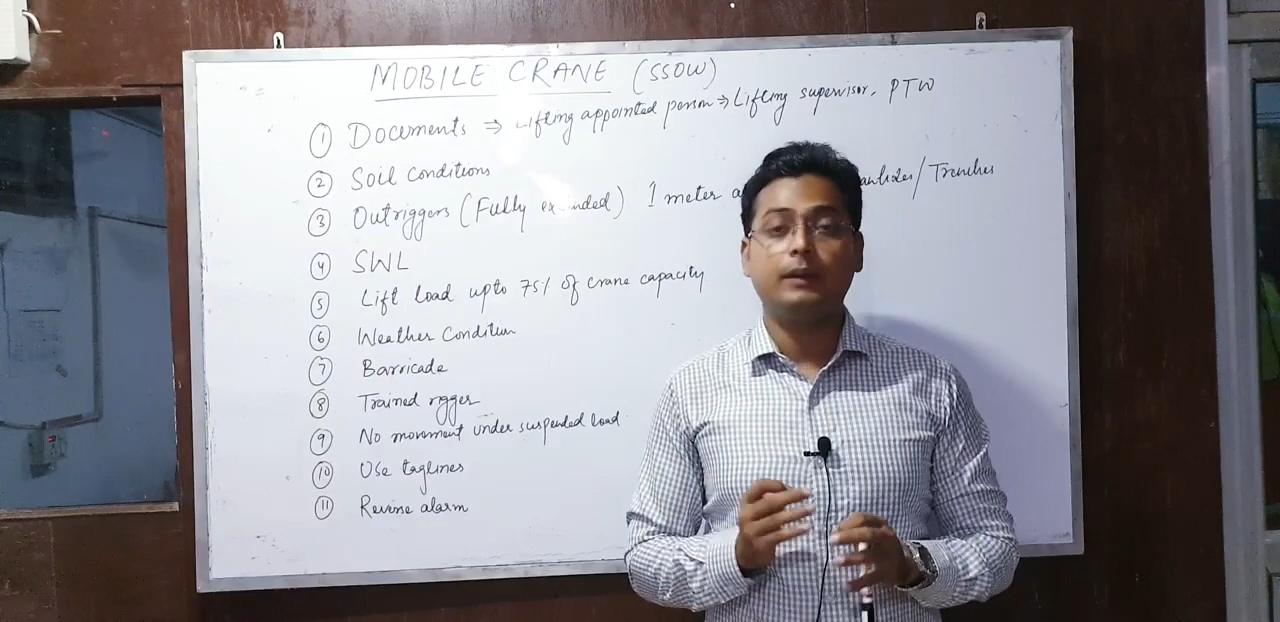 MOBILE CRANE (SSOW)
① Documents ⇒ Lifting appointed person ⇒ Lifting supervisor, PTW
② Soil conditions
③ Outriggers (Fully) 1 meter / Trenches
④ SWL
⑤ Lift load upto 75% of crane capacity
⑥ Weather Condition
⑦ Barricade
⑧ Trained rigger
⑨ No movement under suspended load
⑩ Use taglines
⑪ Reverse alarm